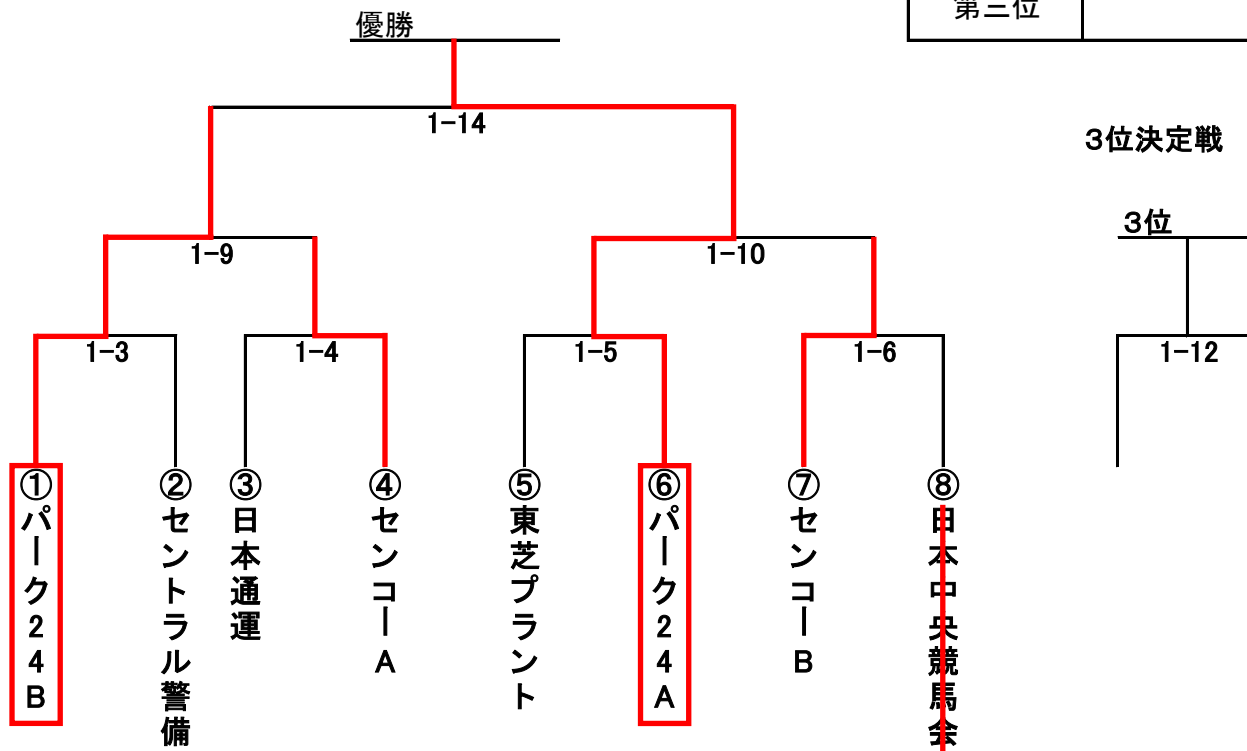 優勝
第三位
1-14
3位決定戦
3位
1-9
1-10
1-3
1-4
1-5
1-6
1-12
①パーク24B
②セントラル警備
③日本通運
④センコーA
⑤東芝プラント
⑥パーク24A
⑦センコーB
⑧日本中央競馬会